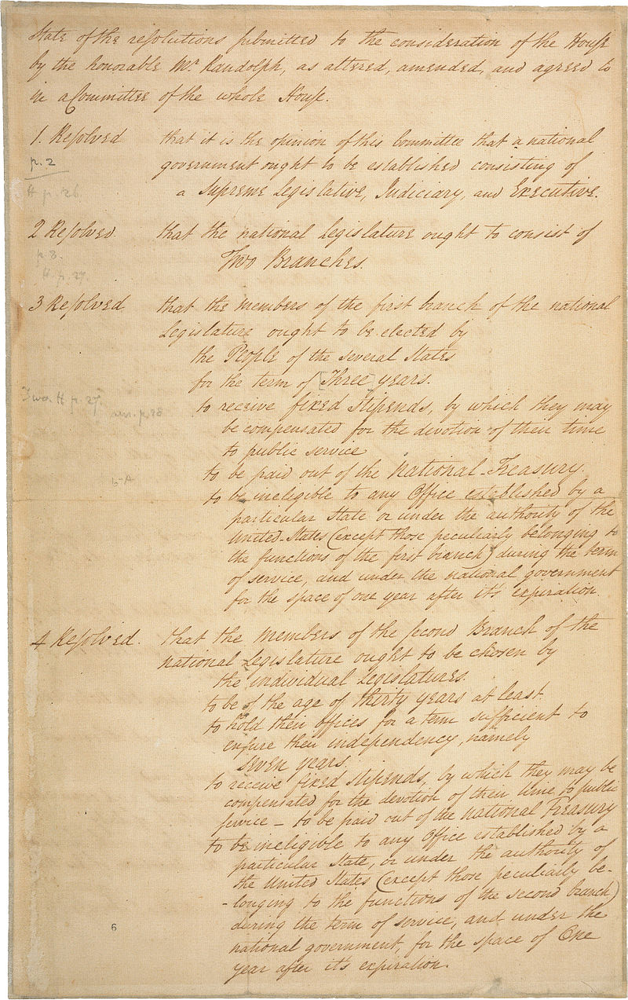 State of the resolutions submitted to the consideration of the House
by the honorable Mr Randolph, as altered, amended, and agreed to
in a Committee of the whole House.
1. Resolved that it is the opinion of this Committee that a national
p. 2
government ought to be established consisting of
H p. 26
a Supreme Legislative, Judiciary, and Executive.
2 Resolved. that the national Legislature ought to consist of
p. 8.
Two Branches.
H. p. 27
3 Resolved that the members of the first branch of the national
Legislature ought to be elected by
the People of the several States
for the term of [Three] years.
H p. 27.
to receive fixed Stipends, by which they may
be compensated for the devotion of their time
to public service
to be paid out of the National-Treasury.
to be ineligible to any Office established by a
particular State or under the authority of the
United-States (except those peculiarly belonging to
the functions of the first branch) during the term
of service, and under the national government
for the space of one year after it's expiration.
4 Resolved. that the members of the second Branch of the
national Legislature ought to be chosen by
the individual Legislatures.
to be of the age of thirty years at least.
to hold their offices for a term sufficient to
ensure their independency, namely
seven years.
to receive fixed Stipends, by which they may be
compensated for the devotion of their time to public
service - to be paid out of the National Treasury
to be ineligible to any Office established by a
particular State, or under the authority of
the United States (except those peculiarly be-
-longing to the functions of the second branch)
during the term of service, and under the
6
national government, for the space of One
year after it's expiration.